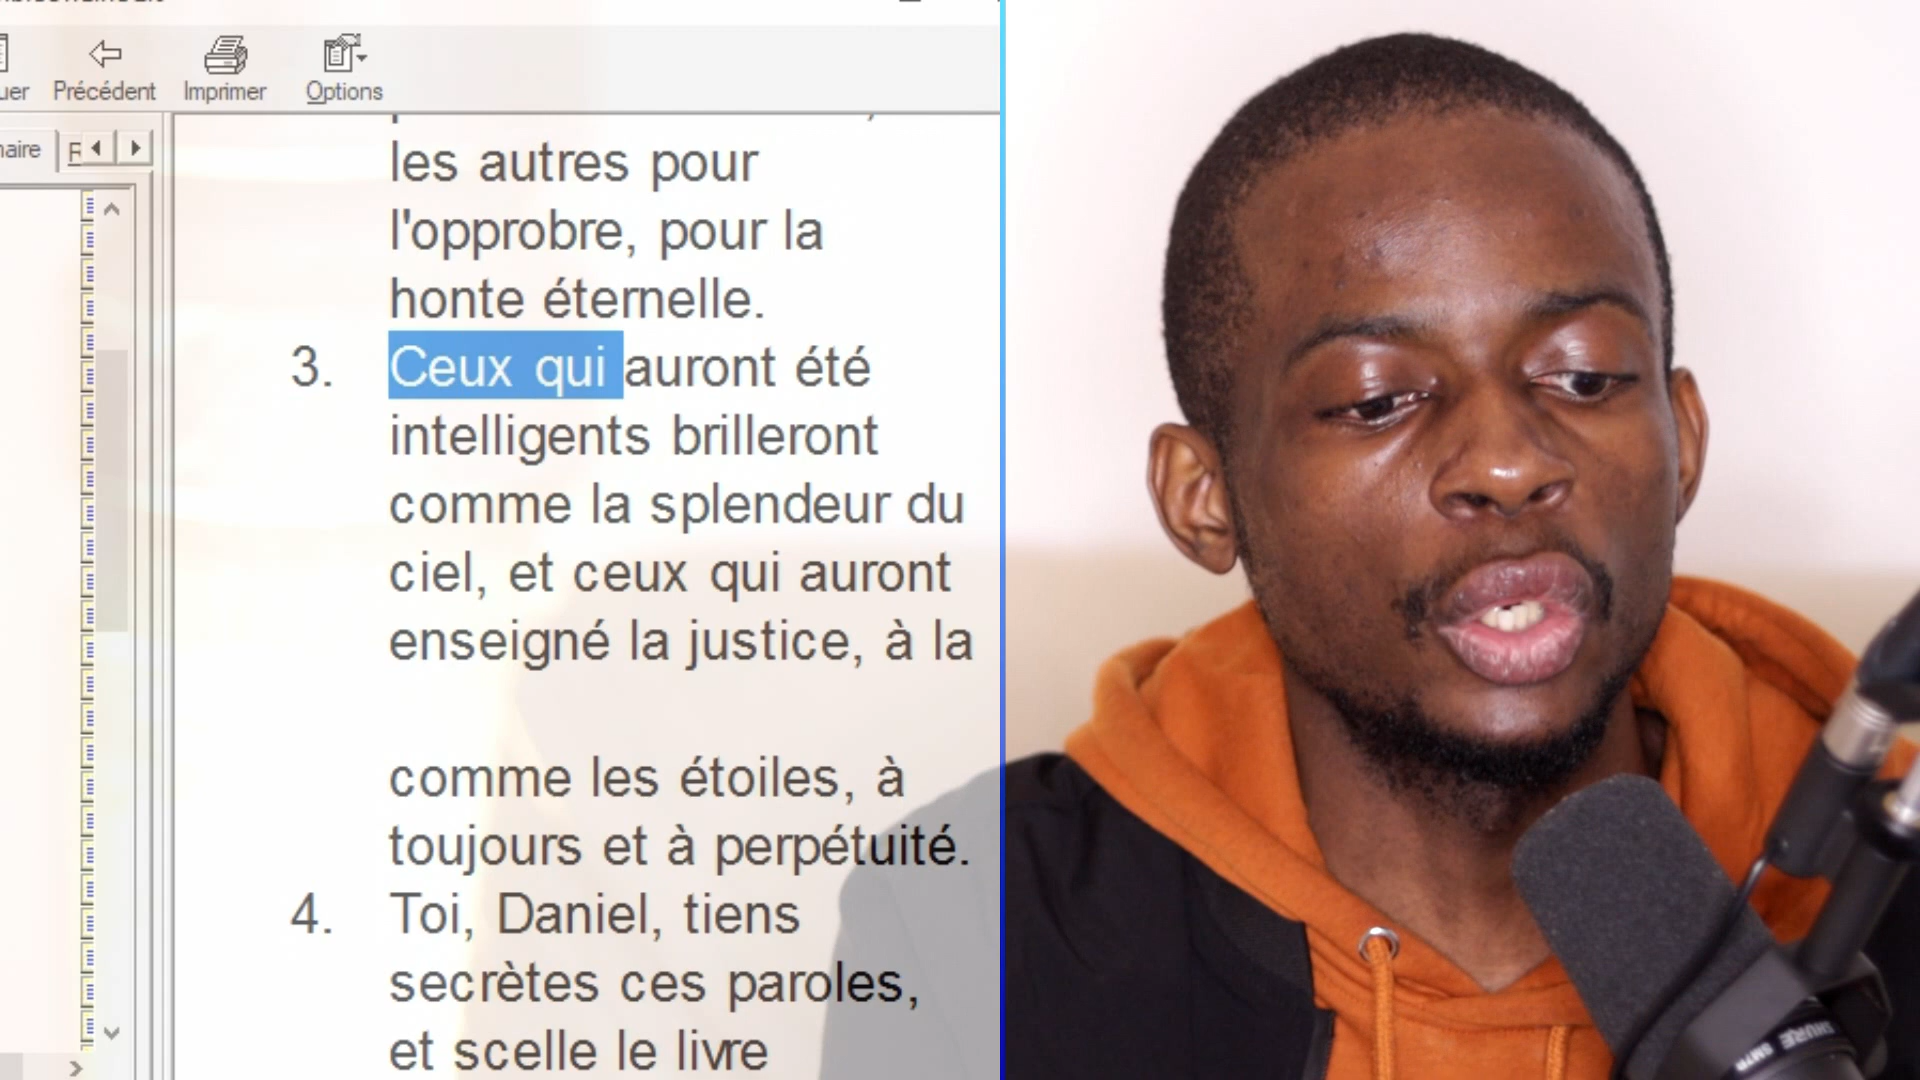 Précédent
Imprimer
Options
les autres pour
l'opprobre, pour la
honte éternelle.
3. Ceux qui auront été
intelligents brilleront
comme la splendeur du
ciel, et ceux qui auront
enseigné la justice, à la
comme les étoiles, à
toujours et à perpétuité.
4. Toi, Daniel, tiens
secrètes ces paroles,
et scelle le livre
SHURE